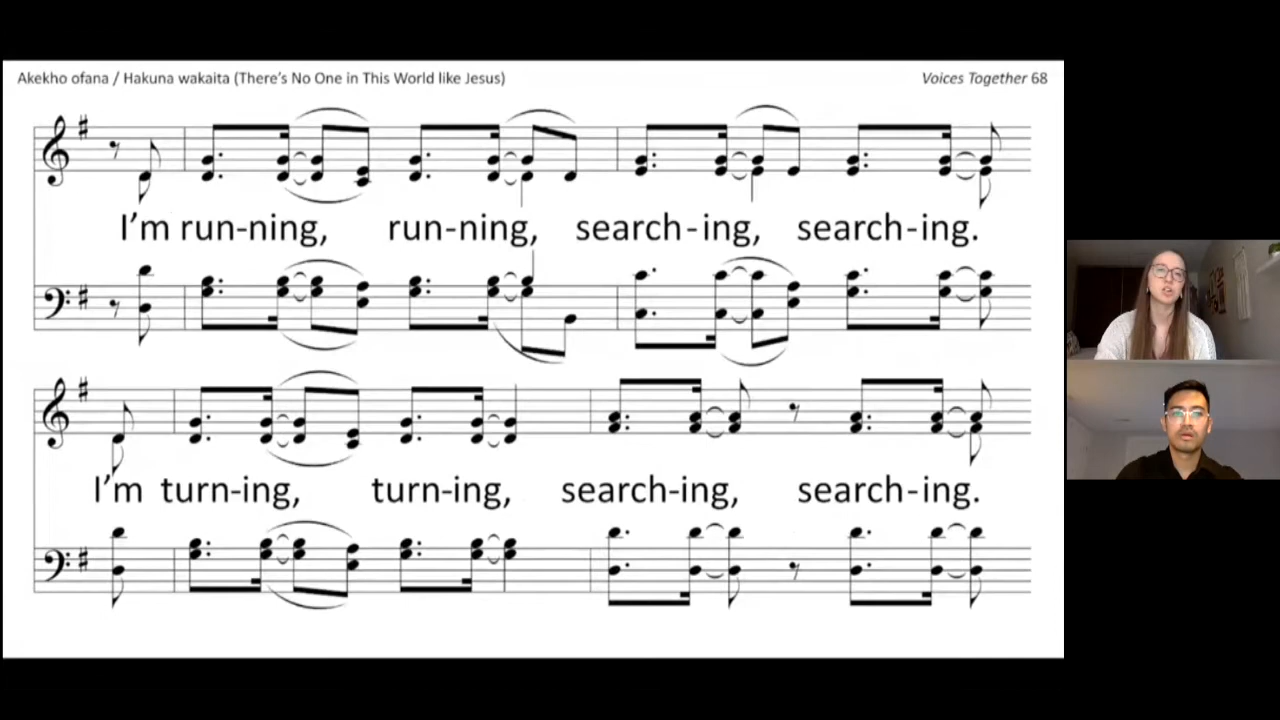 Akekho ofana / Hakuna wakaita (There's No One in This World like Jesus)
Voices Together 68
I'm run-ning, run-ning, search-ing, search-ing.
I'm turn-ing, turn-ing, search-ing, search-ing.